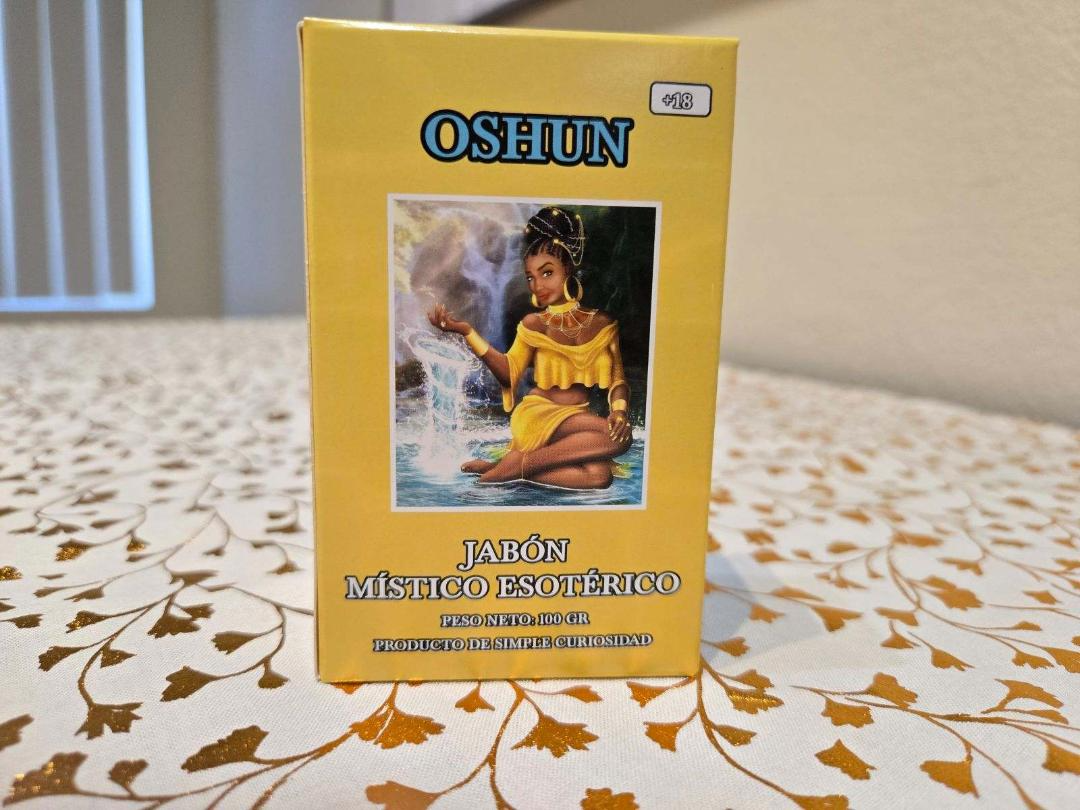 +18
OSHUN
JABÓN
MÍSTICO ESOTÉRICO
PESO NETO: 100 GR
PRODUCTO DE SIMPLE CURIOSIDAD